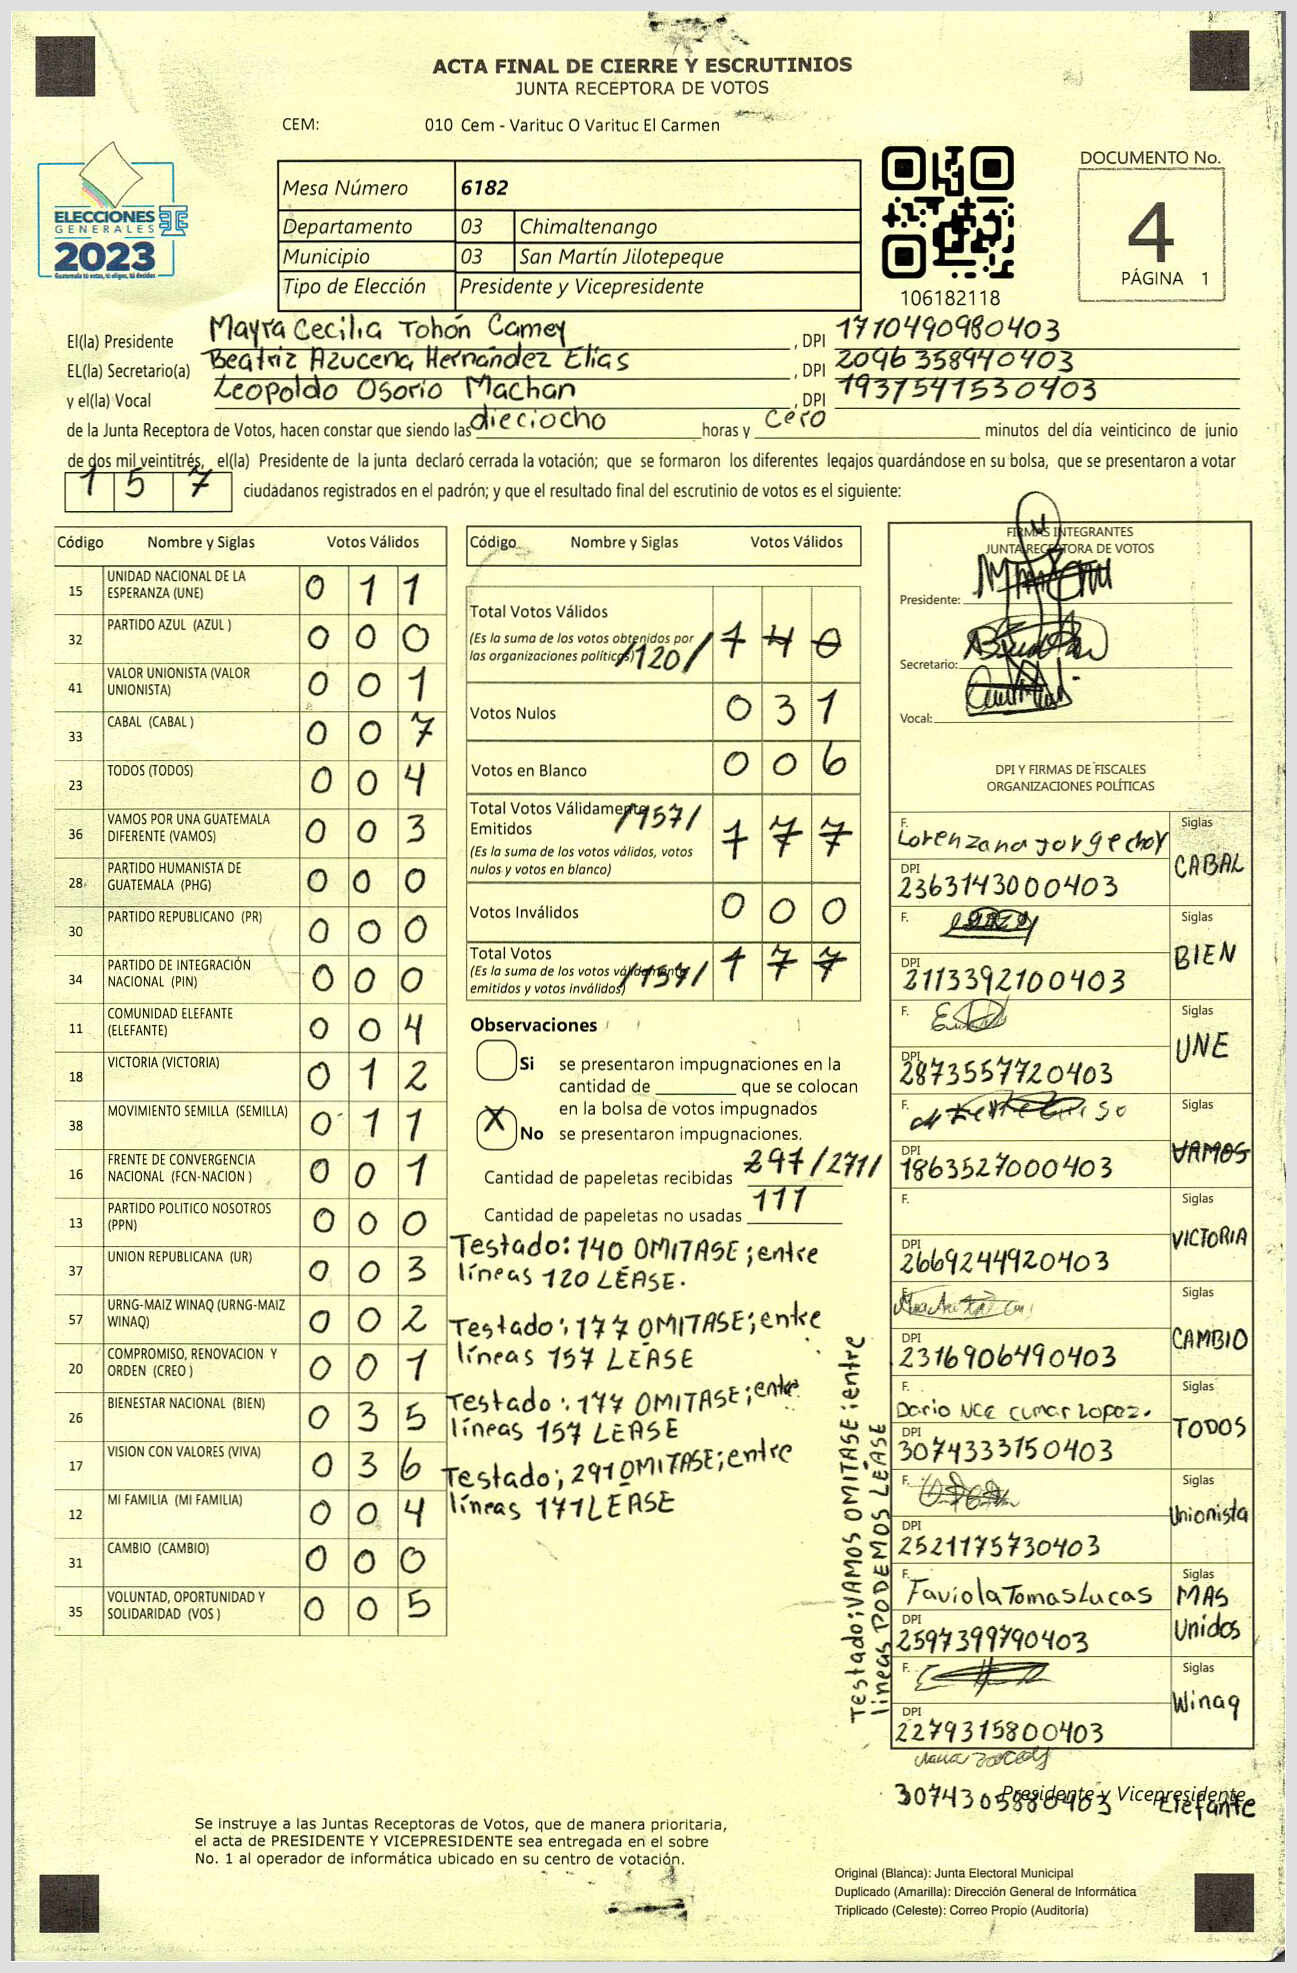 ACTA FINAL DE CIERRE Y ESCRUTINIOS
JUNTA RECEPTORA DE VOTOS
CEM: 010 Cem - Varituc O Varituc El Carmen
ELECCIONES
GENERALES
2023
Guatemala tú votas, tú eliges, tú decides
Mesa Número 6182
Departamento 03 Chimaltenango
Municipio 03 San Martín Jilotepeque
Tipo de Elección Presidente y Vicepresidente
106182118
DOCUMENTO No.
4
PÁGINA 1
El(la) Presidente Mayra Cecilia Tohón Camey, DPI 1710490980403
EL(la) Secretario(a) Beatriz Azucena Hernández Elías, DPI 2096358940403
y el(la) Vocal Leopoldo Osorio Machan, DPI 1937541530403
de la Junta Receptora de Votos, hacen constar que siendo las dieciocho horas y cero minutos del día veinticinco de junio
de dos mil veintitrés, el(la) Presidente de la junta declaró cerrada la votación; que se formaron los diferentes legajos guardándose en su bolsa, que se presentaron a votar
1 5 7 ciudadanos registrados en el padrón; y que el resultado final del escrutinio de votos es el siguiente:
Código Nombre y Siglas Votos Válidos
15 UNIDAD NACIONAL DE LA ESPERANZA (UNE) 0 1 1
32 PARTIDO AZUL (AZUL ) 0 0 0
41 VALOR UNIONISTA (VALOR UNIONISTA) 0 0 1
33 CABAL (CABAL ) 0 0 7
23 TODOS (TODOS) 0 0 4
36 VAMOS POR UNA GUATEMALA DIFERENTE (VAMOS) 0 0 3
28 PARTIDO HUMANISTA DE GUATEMALA (PHG) 0 0 0
30 PARTIDO REPUBLICANO (PR) 0 0 0
34 PARTIDO DE INTEGRACIÓN NACIONAL (PIN) 0 0 0
11 COMUNIDAD ELEFANTE (ELEFANTE) 0 0 4
18 VICTORIA (VICTORIA) 0 1 2
38 MOVIMIENTO SEMILLA (SEMILLA) 0 1 1
16 FRENTE DE CONVERGENCIA NACIONAL (FCN-NACION ) 0 0 1
13 PARTIDO POLITICO NOSOTROS (PPN) 0 0 0
37 UNION REPUBLICANA (UR) 0 0 3
57 URNG-MAIZ WINAQ (URNG-MAIZ WINAQ) 0 0 2
20 COMPROMISO, RENOVACION Y ORDEN (CREO ) 0 0 1
26 BIENESTAR NACIONAL (BIEN) 0 3 5
17 VISION CON VALORES (VIVA) 0 3 6
12 MI FAMILIA (MI FAMILIA) 0 0 4
31 CAMBIO (CAMBIO) 0 0 0
35 VOLUNTAD, OPORTUNIDAD Y SOLIDARIDAD (VOS ) 0 0 5
Código Nombre y Siglas Votos Válidos
Total Votos Válidos
(Es la suma de los votos obtenidos por
las organizaciones políticas) /120/ 1 4 0
Votos Nulos 0 3 1
Votos en Blanco 0 0 6
Total Votos Válidamente
Emitidos /157/ 1 7 7
(Es la suma de los votos válidos, votos
nulos y votos en blanco)
Votos Inválidos 0 0 0
Total Votos
(Es la suma de los votos válidamente
emitidos y votos inválidos) /157/ 1 7 7
Observaciones
Si se presentaron impugnaciones en la
cantidad de ________ que se colocan
en la bolsa de votos impugnados
X No se presentaron impugnaciones.
Cantidad de papeletas recibidas 291/271/
Cantidad de papeletas no usadas 111
Testado: 140 OMITASE; entre
líneas 120 LÉASE.
Testado: 177 OMITASE; entre
líneas 157 LEASE
Testado: 177 OMITASE; entre
líneas 157 LEASE
Testado; 291 OMITASE; entre
líneas 171 LEASE
Testado; VAMOS OMITASE; entre
líneas PODEMOS LÉASE
FIRMAS INTEGRANTES
JUNTA RECEPTORA DE VOTOS
Presidente:
Secretario:
Vocal:
DPI Y FIRMAS DE FISCALES
ORGANIZACIONES POLÍTICAS
F. Lorenzana Jorge choy Siglas
DPI 2363143000403 CABAL
F. Siglas
DPI 2113392100403 BIEN
F. Siglas
DPI 2873557720403 UNE
F. Siglas
DPI 1863527000403 VAMOS
F. Siglas
DPI 2669244920403 VICTORIA
F. Siglas
DPI 2316906490403 CAMBIO
F. Dario NCE cumar Lopez. Siglas
DPI 3074333150403 TODOS
F. Siglas
DPI 2521175730403 Unionista
F. Faviola Tomas Lucas Siglas
DPI 2597399790403 MAS Unidos
F. Siglas
DPI 2279315800403 Winaq
Presidente y Vicepresidente
3074305880403 Elefante
Se instruye a las Juntas Receptoras de Votos, que de manera prioritaria,
el acta de PRESIDENTE Y VICEPRESIDENTE sea entregada en el sobre
No. 1 al operador de informática ubicado en su centro de votación.
Original (Blanca): Junta Electoral Municipal
Duplicado (Amarilla): Dirección General de Informática
Triplicado (Celeste): Correo Propio (Auditoría)